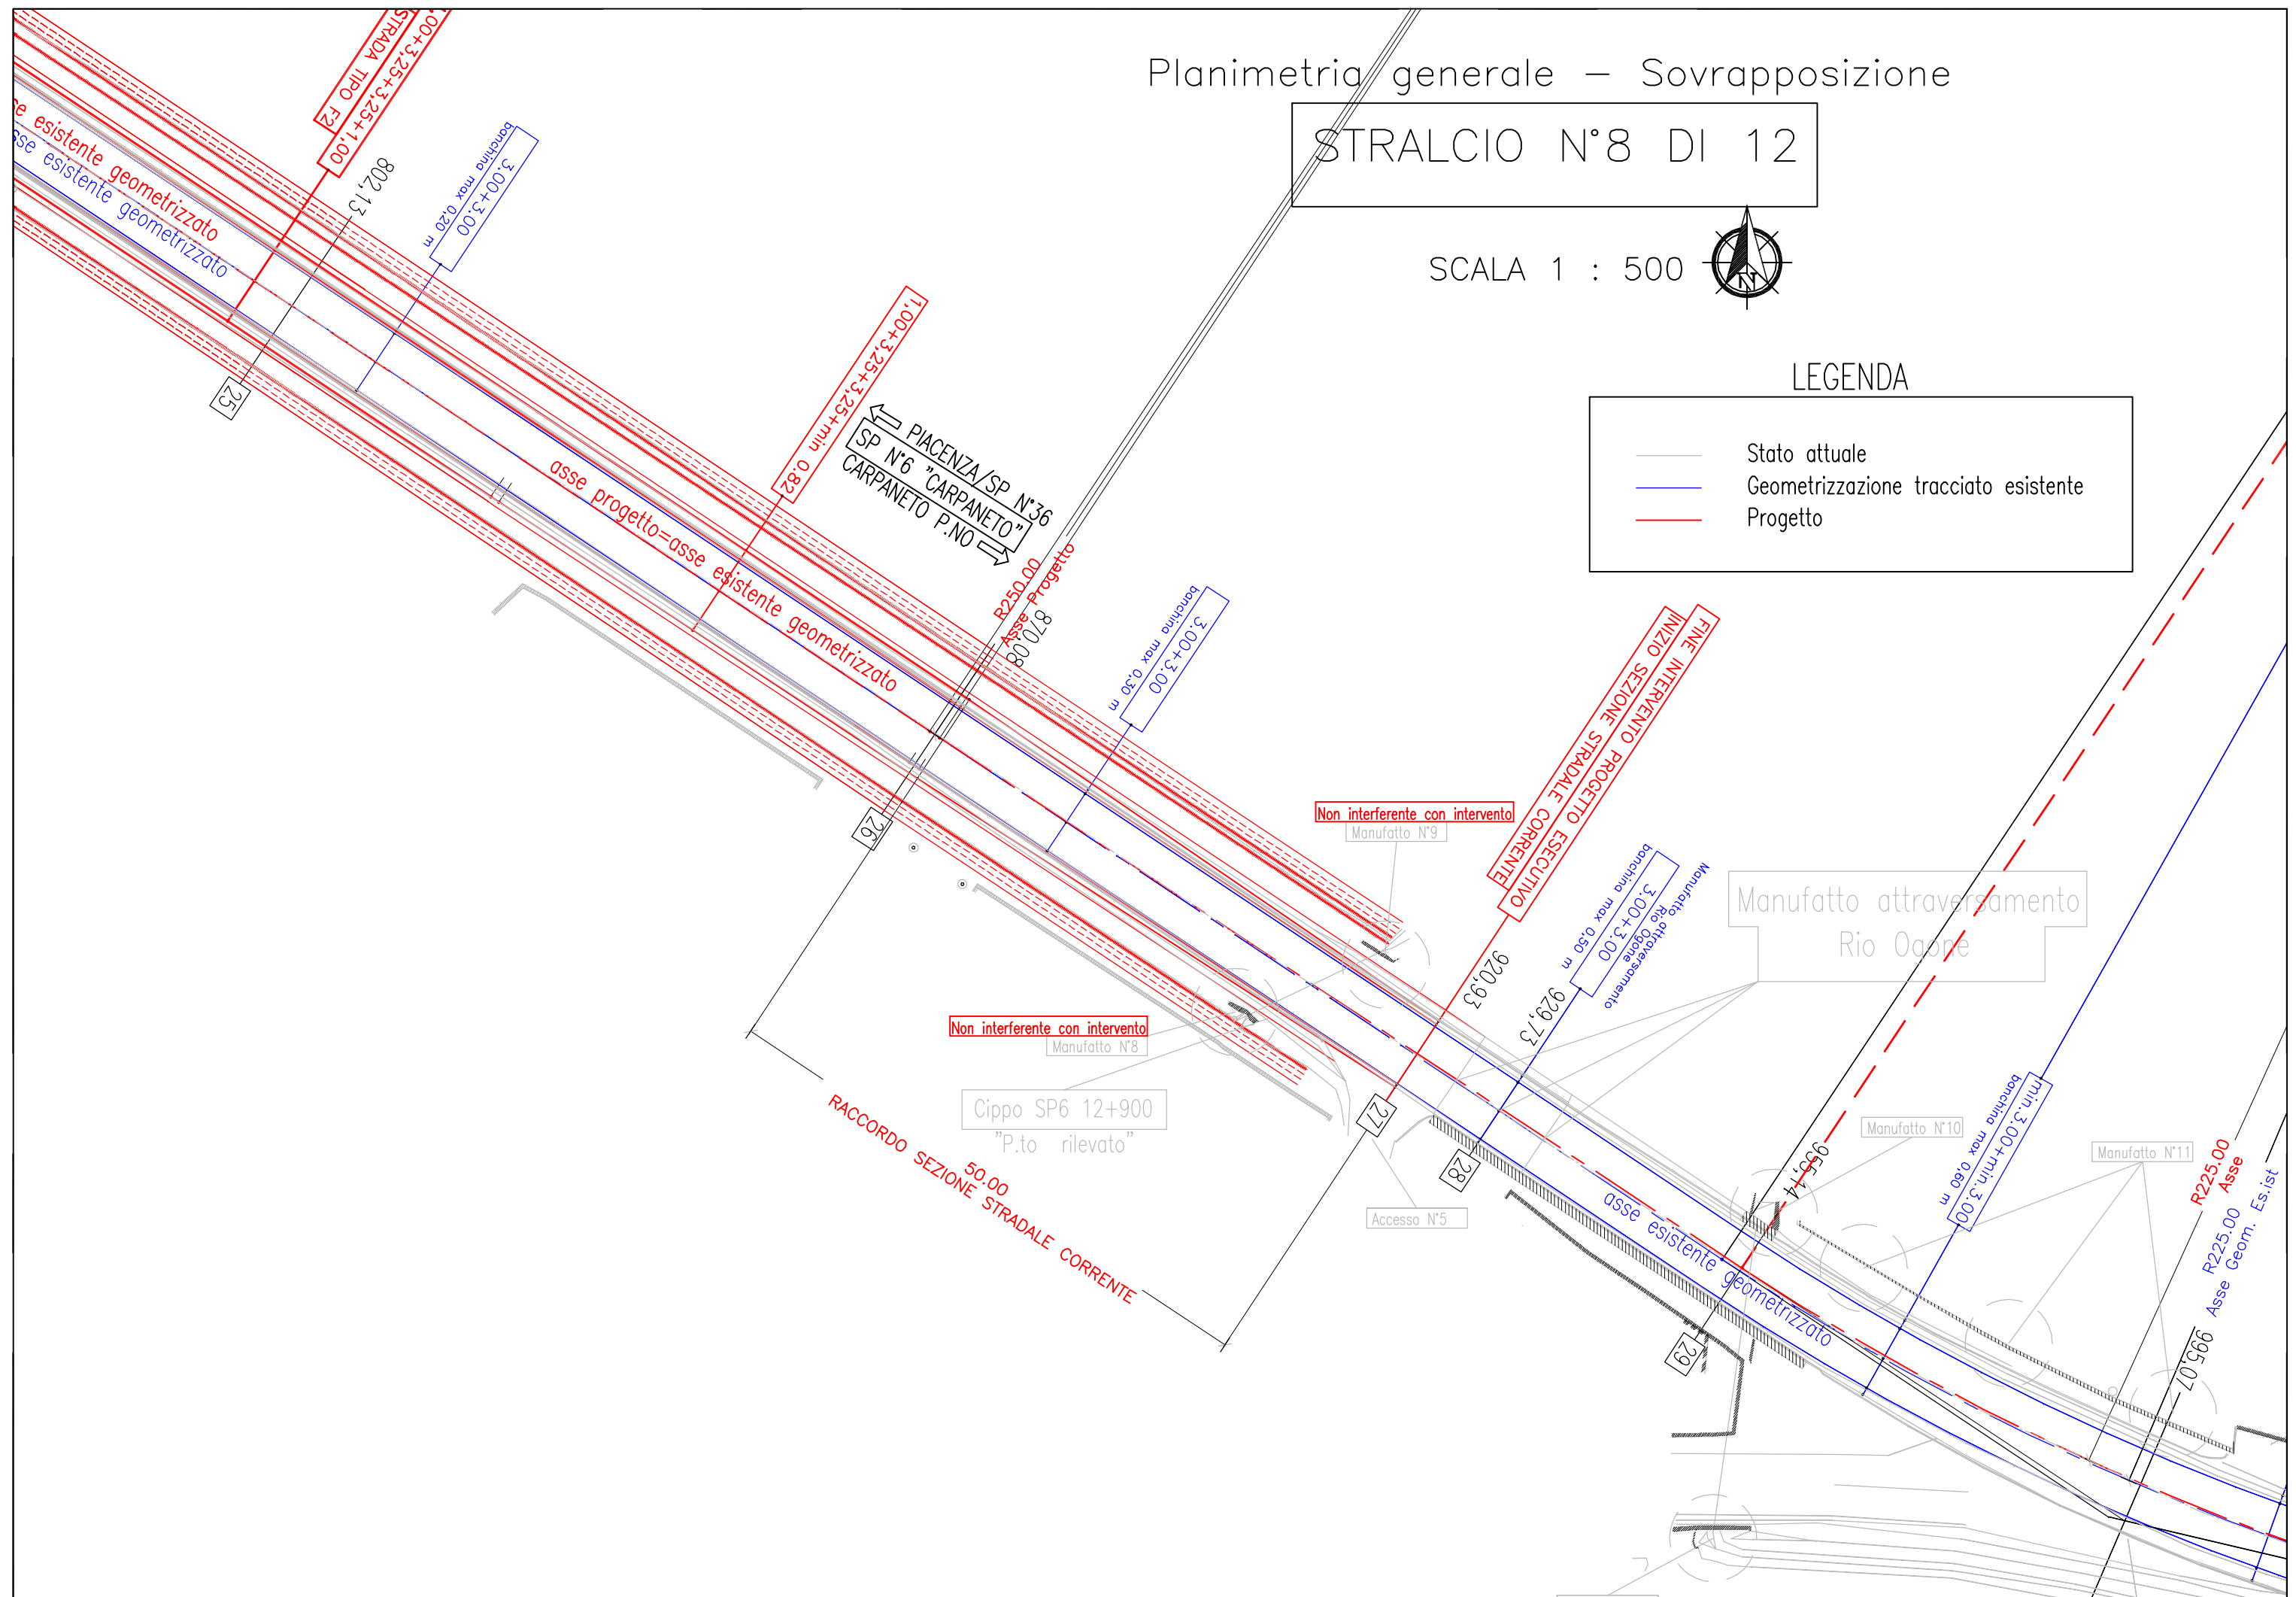 Planimetria generale – Sovrapposizione
STRALCIO N°8 DI 12
SCALA 1 : 500
N
LEGENDA
Stato attuale
Geometrizzazione tracciato esistente
Progetto
STRADA TIPO F2
,00+3,25+3,25+1,00
802,13
banchina max 0,20 m
3.00+3.00
esistente geometrizzato
esistente geometrizzato
25
1,00+3,25+3,25+min 0.82
PIACENZA/SP N°36
SP N°6 "CARPANETO"
CARPANETO P.NO
asse progetto=asse esistente geometrizzato
R250.00
Asse Progetto
870,08
26
banchina max 0,30 m
3.00+3.00
INIZIO SEZIONE STRADALE CORRENTE
FINE INTERVENTO PROGETTO ESECUTIVO
Non interferente con intervento
Manufatto N°9
920,93
banchina max 0,50 m
3.00+3.00
Manufatto attraversamento
Rio Ogone
929,73
Manufatto attraversamento
Rio Ogone
Non interferente con intervento
Manufatto N°8
Cippo SP6 12+900
"P.to rilevato"
27
28
50.00
RACCORDO SEZIONE STRADALE CORRENTE
Accesso N°5
asse esistente geometrizzato
955,14
29
Manufatto N°10
banchina max 0,60 m
min.3.00+min.3.00
Manufatto N°11
R225.00
Asse
R225.00
Asse Geom. Es.ist
995,07